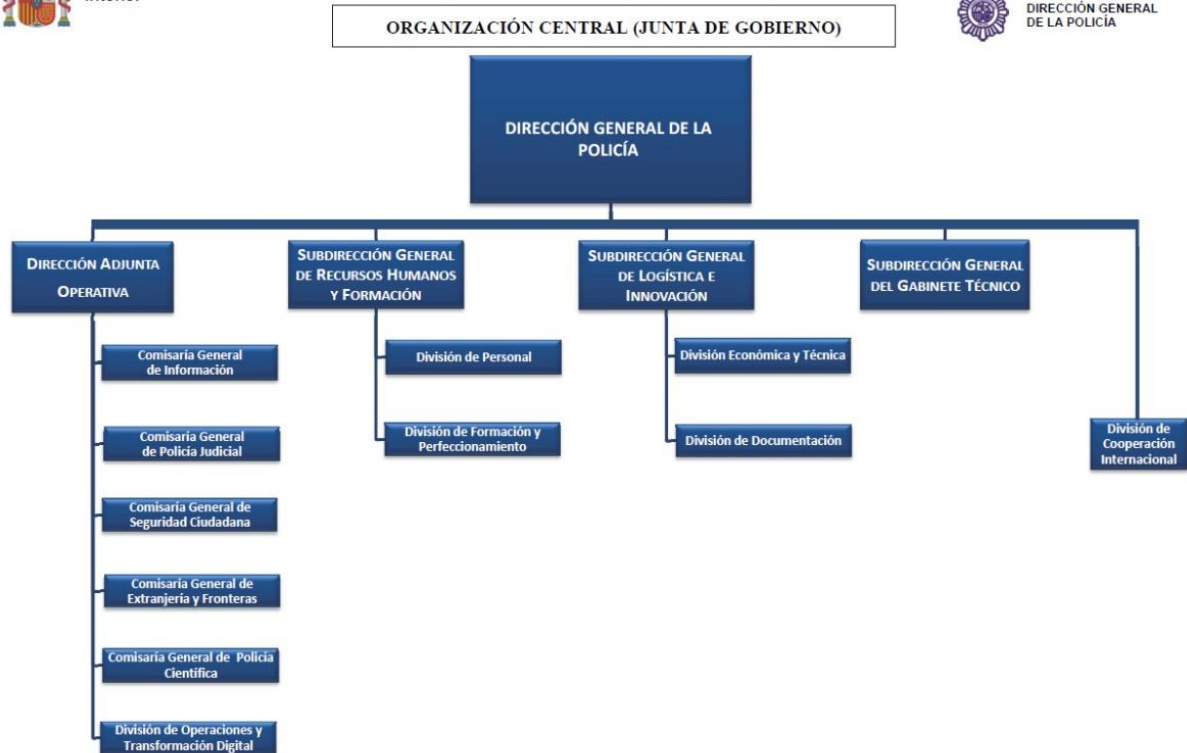 ORGANIZACIÓN CENTRAL (JUNTA DE GOBIERNO)
DIRECCIÓN GENERAL
DE LA POLICÍA
DIRECCIÓN GENERAL DE LA
POLICÍA
DIRECCIÓN ADJUNTA
OPERATIVA
SUBDIRECCIÓN GENERAL
DE RECURSOS HUMANOS
Y FORMACIÓN
SUBDIRECCIÓN GENERAL
DE LOGÍSTICA E
INNOVACIÓN
SUBDIRECCIÓN GENERAL
DEL GABINETE TÉCNICO
Comisaría General
de Información
Comisaría General
de Policía Judicial
Comisaría General de
Seguridad Ciudadana
Comisaría General de
Extranjería y Fronteras
Comisaría General de Policía
Científica
División de Operaciones y
Transformación Digital
División de Personal
División de Formación y
Perfeccionamiento
División Económica y Técnica
División de Documentación
División de
Cooperación
Internacional